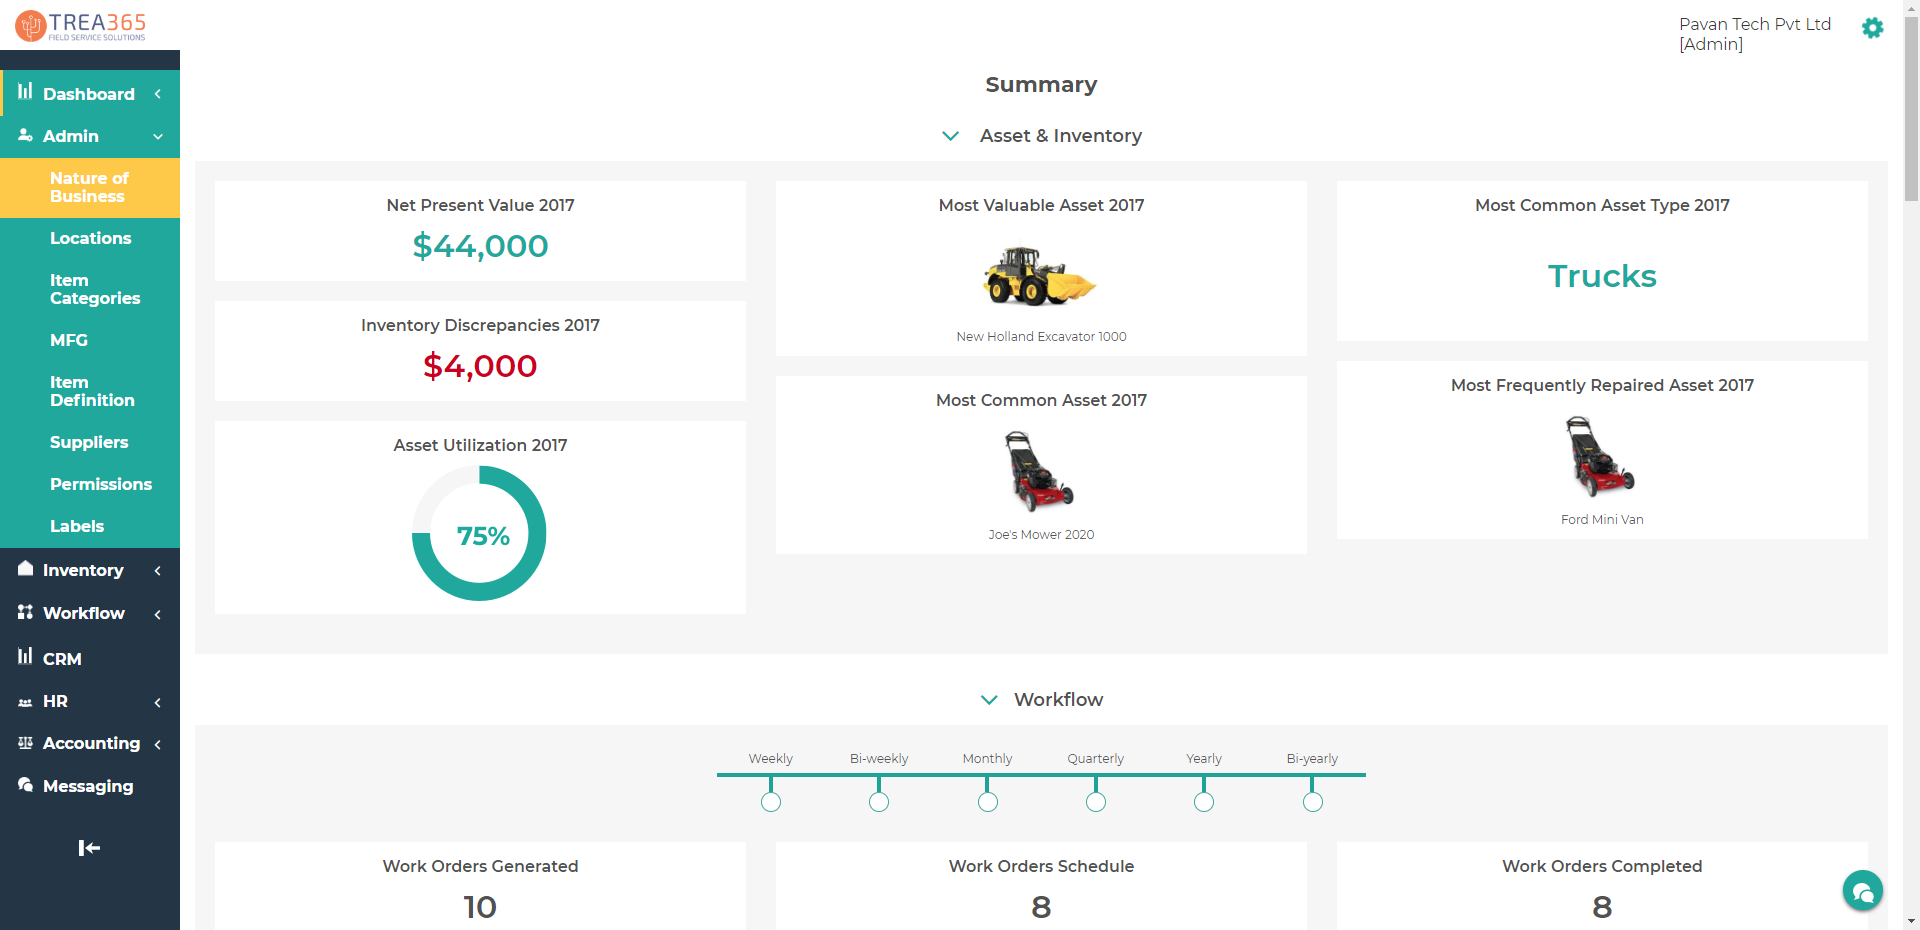 TREA365
FIELD SERVICE SOLUTIONS
Pavan Tech Pvt Ltd
[Admin]
Dashboard
Admin
Nature of
Business
Locations
Item
Categories
MFG
Item
Definition
Suppliers
Permissions
Labels
Inventory
Workflow
CRM
HR
Accounting
Messaging
Summary
Asset & Inventory
Net Present Value 2017
$44,000
Inventory Discrepancies 2017
$4,000
Asset Utilization 2017
75%
Most Valuable Asset 2017
New Holland Excavator 1000
Most Common Asset 2017
Joe's Mower 2020
Most Common Asset Type 2017
Trucks
Most Frequently Repaired Asset 2017
Ford Mini Van
Workflow
Weekly
Bi-weekly
Monthly
Quarterly
Yearly
Bi-yearly
Work Orders Generated
10
Work Orders Schedule
8
Work Orders Completed
8